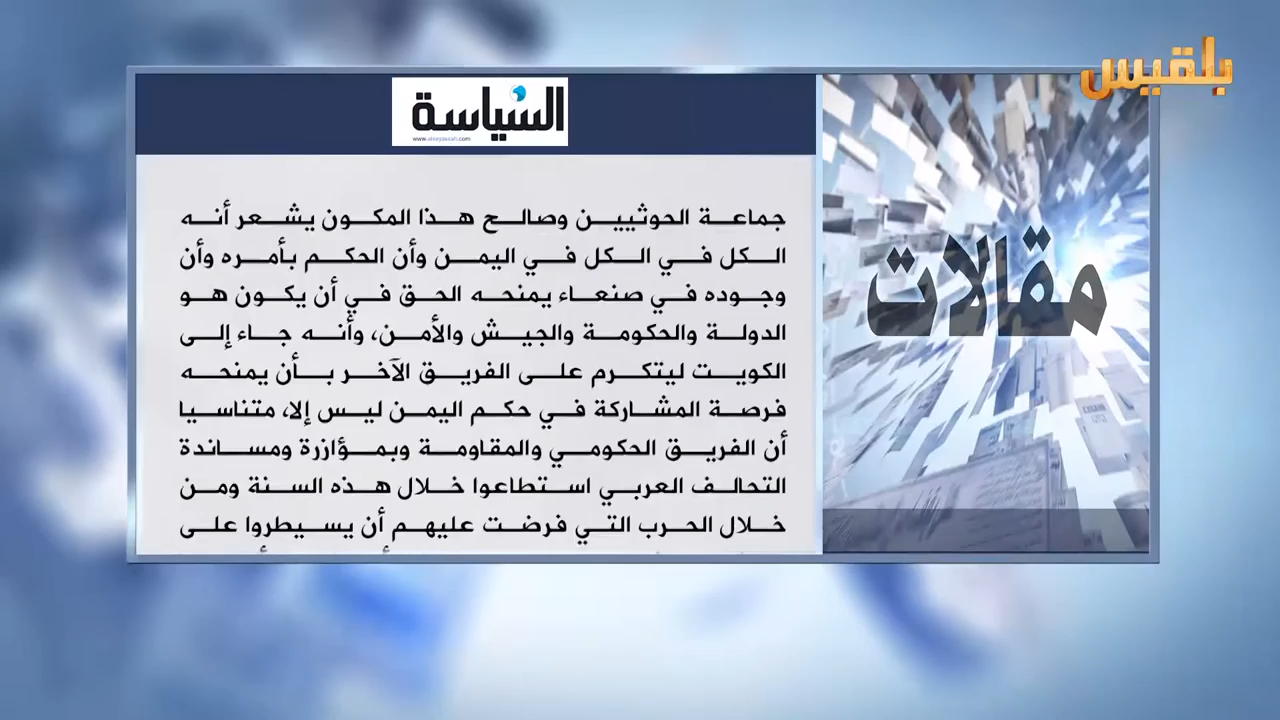 بلقيس
السياسة
www.alseyassah.com
مقالات
جماعة الحوثيين وصالح هذا المكون يشعر أنه
الكل في الكل في اليمن وأن الحكم بأمره وأن
وجوده في صنعاء يمنحه الحق في أن يكون هو
الدولة والحكومة والجيش والأمن، وأنه جاء إلى
الكويت ليتكرم على الفريق الآخر بأن يمنحه
فرصة المشاركة في حكم اليمن ليس إلا، متناسيا
أن الفريق الحكومي والمقاومة وبمؤازرة ومساندة
التحالف العربي استطاعوا خلال هذه السنة ومن
خلال الحرب التي فرضت عليهم أن يسيطروا على